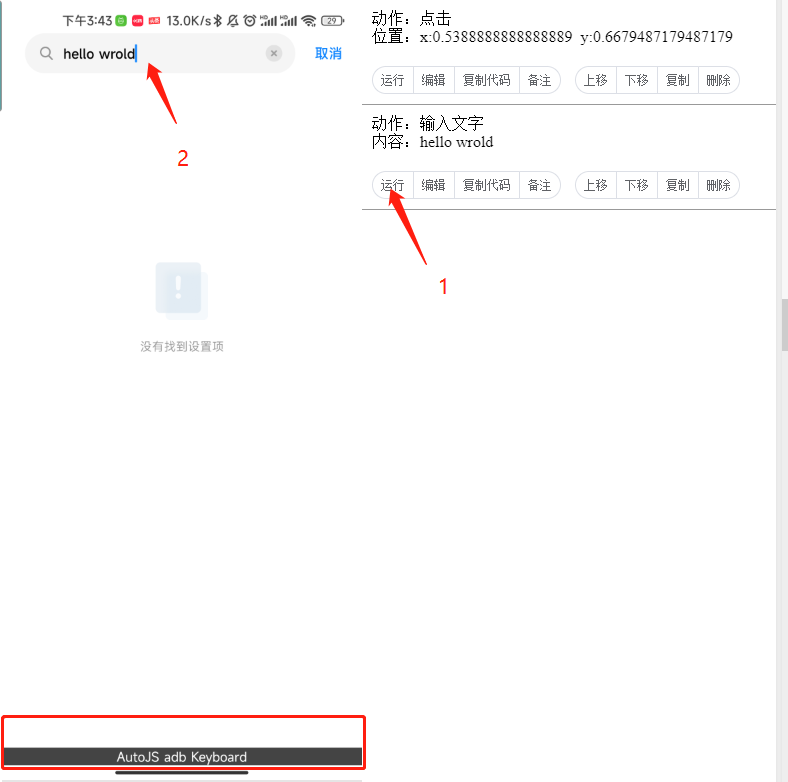 下午3:43 13.0K/s 29
hello wrold
取消
2
没有找到设置项
AutoJS adb Keyboard
动作：点击
位置：x:0.5388888888888889 y:0.6679487179487179
运行 编辑 复制代码 备注 上移 下移 复制 删除
动作：输入文字
内容：hello wrold
运行 编辑 复制代码 备注 上移 下移 复制 删除
1